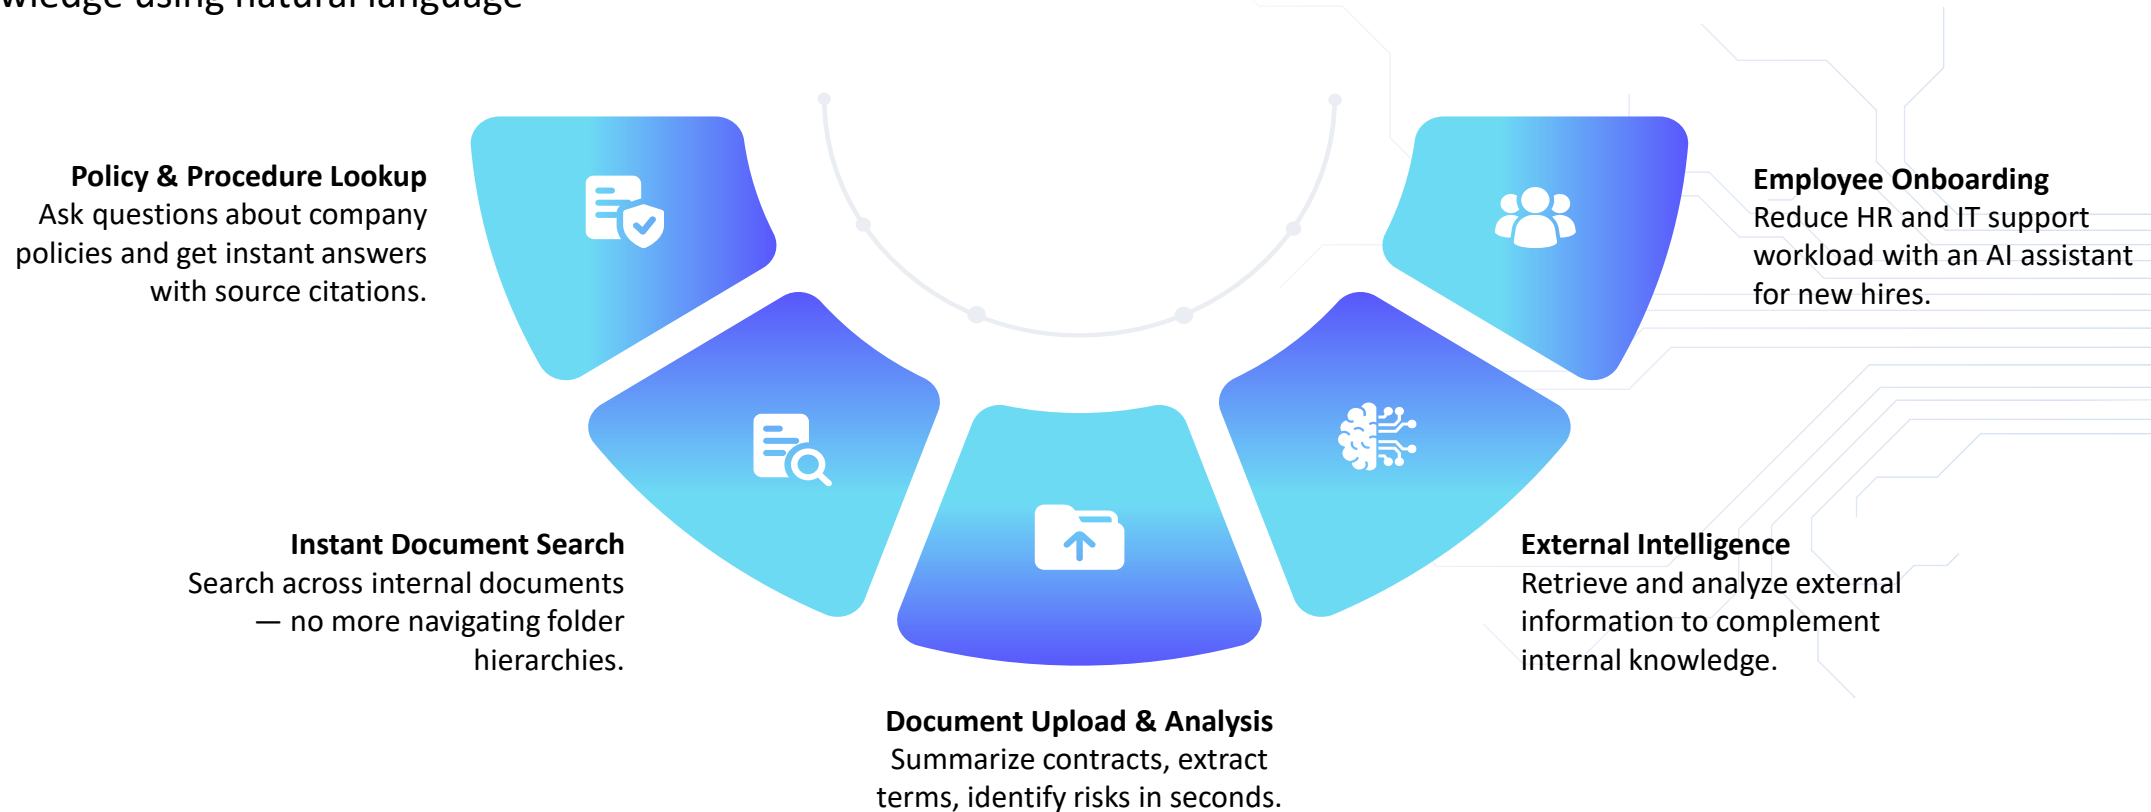 using natural language
Policy & Procedure Lookup
Ask questions about company
policies and get instant answers
with source citations.
Instant Document Search
Search across internal documents
— no more navigating folder
hierarchies.
Document Upload & Analysis
Summarize contracts, extract
terms, identify risks in seconds.
External Intelligence
Retrieve and analyze external
information to complement
internal knowledge.
Employee Onboarding
Reduce HR and IT support
workload with an AI assistant
for new hires.